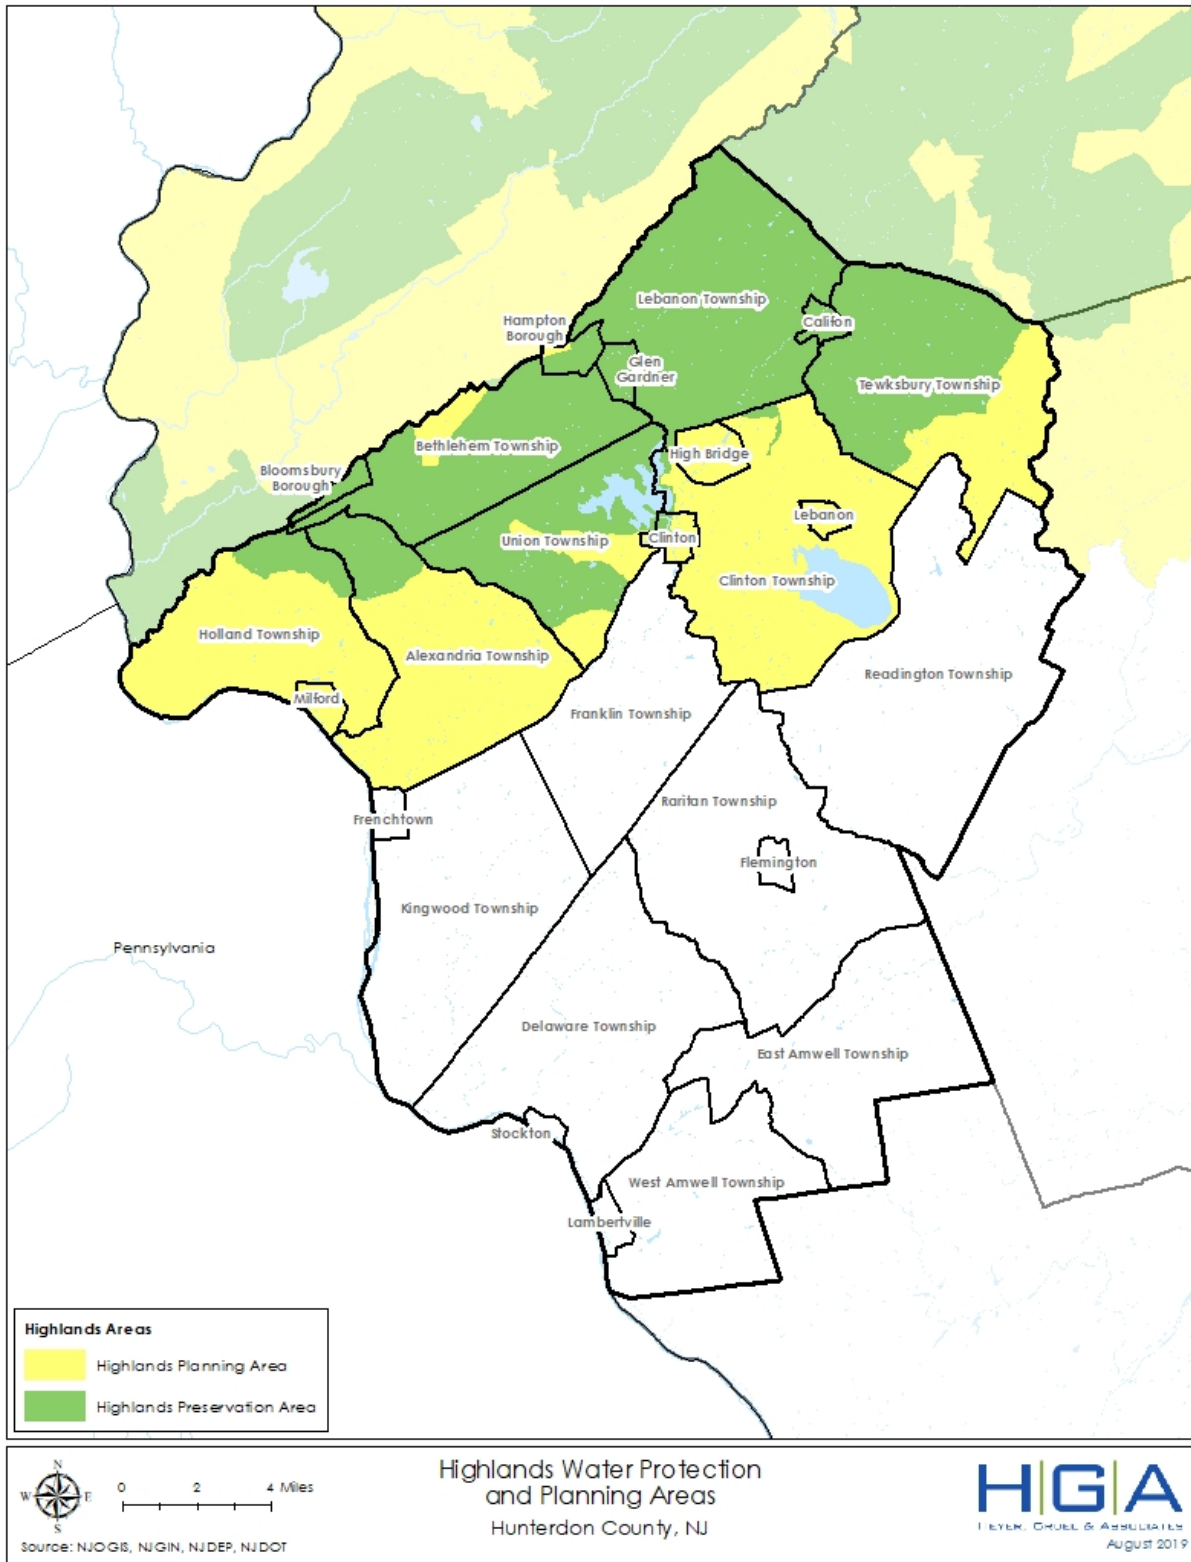 Lebanon Township
Hampton
Borough
Califon
Glen
Gardner
Tewksbury Township
Bethlehem Township
High Bridge
Bloomsbury
Borough
Lebanon
Union Township
Clinton
Clinton Township
Holland Township
Alexandria Township
Readington Township
Milford
Franklin Township
Raritan Township
Frenchtown
Flemington
Kingwood Township
Pennsylvania
Delaware Township
East Amwell Township
Stockton
West Amwell Township
Lambertville
Highlands Areas
Highlands Planning Area
Highlands Preservation Area
N
W E
S
0 2 4 Miles
Source: NJOGIS, NJGIN, NJDEP, NJDOT
Highlands Water Protection
and Planning Areas
Hunterdon County, NJ
H|G|A
HEYER, GRUEL & ASSOCIATES
August 2019